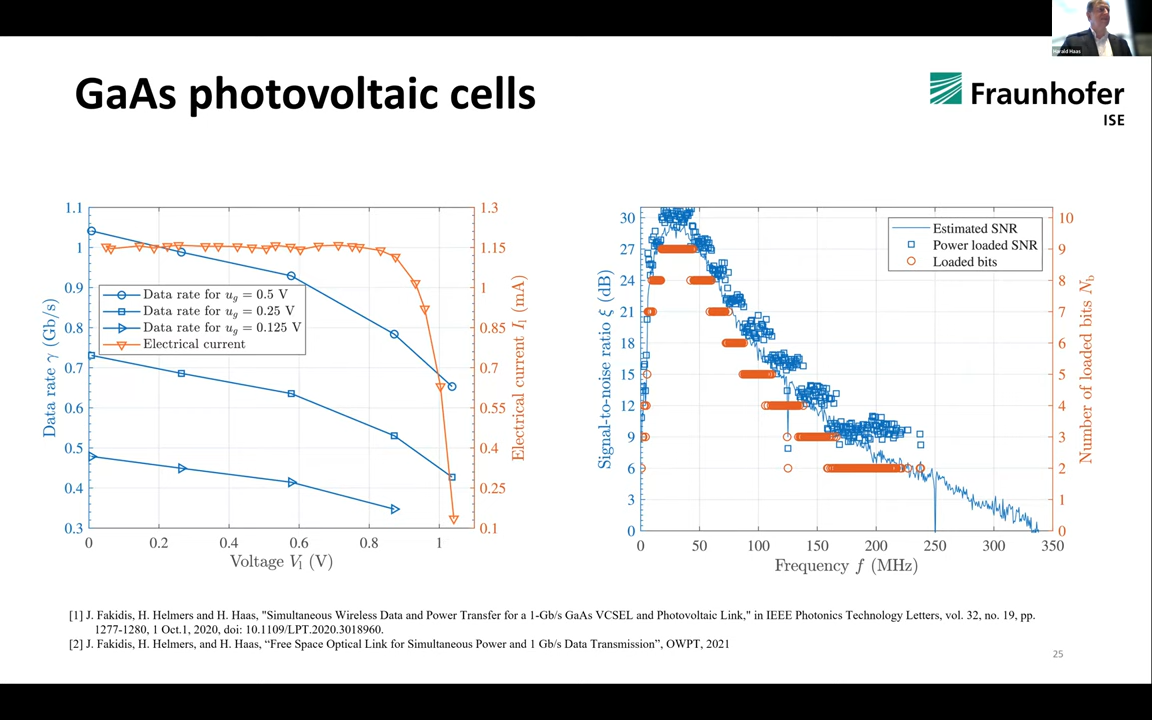 Harald Haas
GaAs photovoltaic cells
Fraunhofer
ISE
1.1
1
0.9
0.8
0.7
0.6
0.5
0.4
0.3
Data rate γ (Gb/s)
Data rate for u_g = 0.5 V
Data rate for u_g = 0.25 V
Data rate for u_g = 0.125 V
Electrical current
1.3
1.15
1
0.85
0.7
0.55
0.4
0.25
0.1
Electrical current I_l (mA)
0 0.2 0.4 0.6 0.8 1
Voltage V_l (V)
30
27
24
21
18
15
12
9
6
3
0
Signal-to-noise ratio ξ (dB)
Estimated SNR
Power loaded SNR
Loaded bits
10
9
8
7
6
5
4
3
2
1
0
Number of loaded bits N_b
0 50 100 150 200 250 300 350
Frequency f (MHz)
[1] J. Fakidis, H. Helmers and H. Haas, "Simultaneous Wireless Data and Power Transfer for a 1-Gb/s GaAs VCSEL and Photovoltaic Link," in IEEE Photonics Technology Letters, vol. 32, no. 19, pp.
1277-1280, 1 Oct.1, 2020, doi: 10.1109/LPT.2020.3018960.
[2] J. Fakidis, H. Helmers, and H. Haas, “Free Space Optical Link for Simultaneous Power and 1 Gb/s Data Transmission”, OWPT, 2021
25